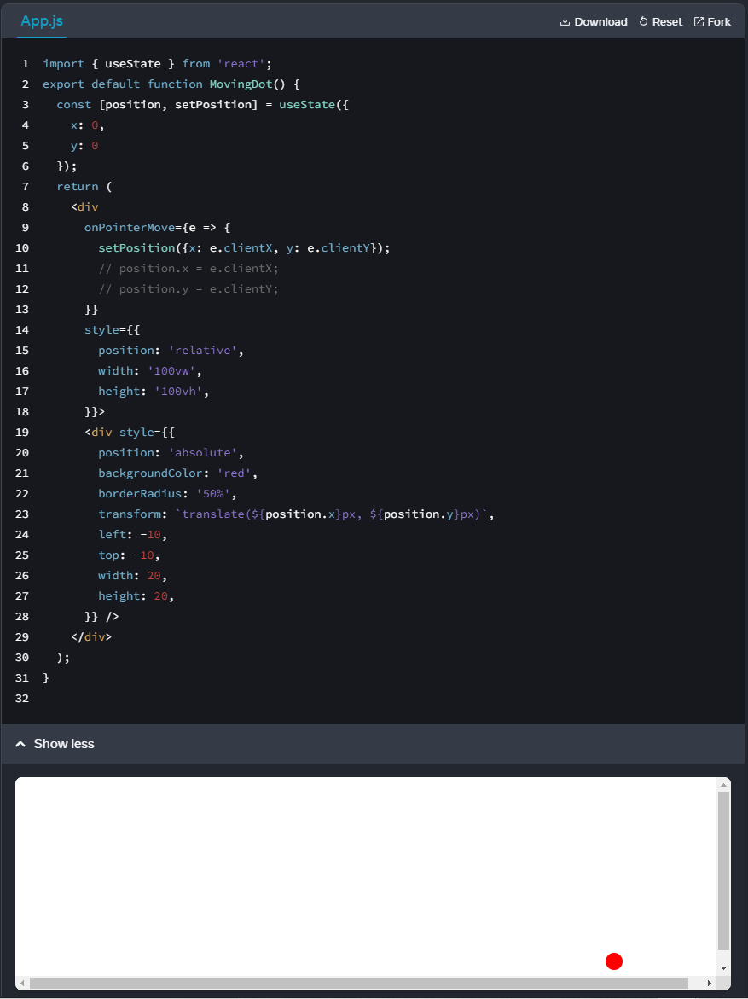 App.js
Download Reset Fork
1 import { useState } from 'react';
2 export default function MovingDot() {
3   const [position, setPosition] = useState({
4     x: 0,
5     y: 0
6   });
7   return (
8     <div
9       onPointerMove={e => {
10         setPosition({x: e.clientX, y: e.clientY});
11         // position.x = e.clientX;
12         // position.y = e.clientY;
13       }}
14       style={{
15         position: 'relative',
16         width: '100vw',
17         height: '100vh',
18       }}>
19       <div style={{
20         position: 'absolute',
21         backgroundColor: 'red',
22         borderRadius: '50%',
23         transform: `translate(${position.x}px, ${position.y}px)`,
24         left: -10,
25         top: -10,
26         width: 20,
27         height: 20,
28       }} />
29     </div>
30   );
31 }
32
Show less